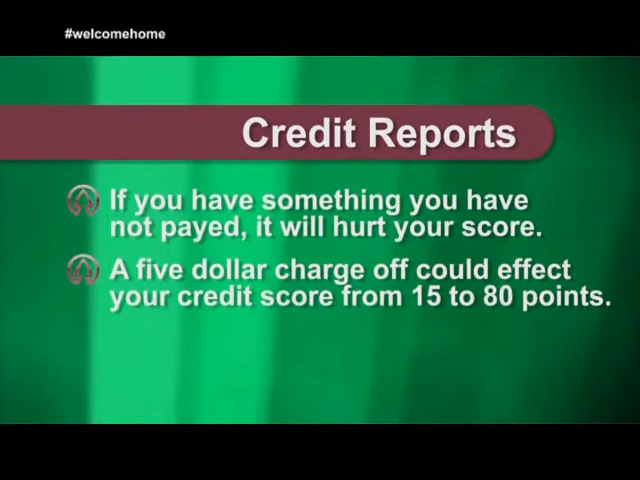 #welcomehome
Credit Reports
If you have something you have
not payed, it will hurt your score.
A five dollar charge off could effect
your credit score from 15 to 80 points.